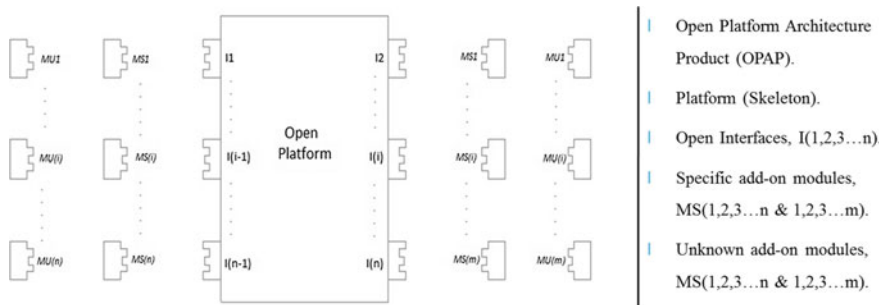 MU1 MS1 I1 I2 MS1 MU1
Open
Platform
MU(i) MS(i) I(i-1) I(i) MS(i) MU(i)
MU(n) MS(n) I(n-1) I(n) MS(m) MU(m)
Open Platform Architecture
Product (OPAP).
Platform (Skeleton).
Open Interfaces, I(1,2,3…n).
Specific add-on modules,
MS(1,2,3…n & 1,2,3…m).
Unknown add-on modules,
MS(1,2,3…n & 1,2,3…m).